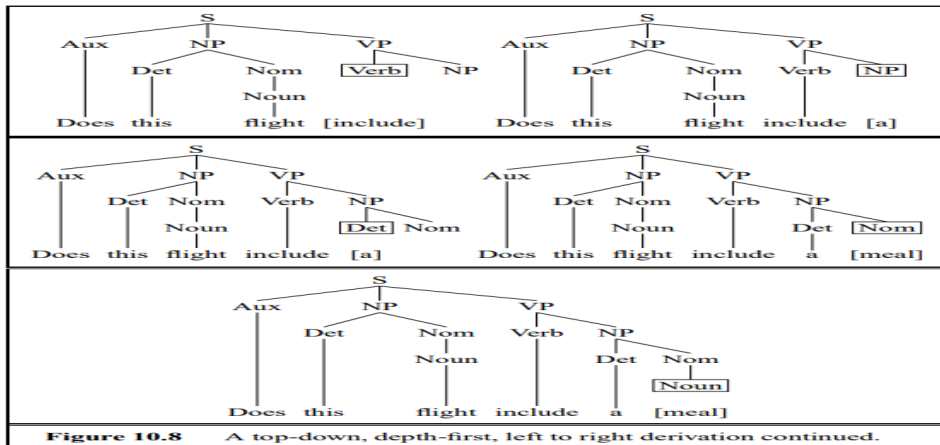 S S
Aux NP VP Aux NP VP
Det Nom Verb NP Det Nom Verb NP
Noun Noun
Does this flight [include] Does this flight include [a]
S S
Aux NP VP Aux NP VP
Det Nom Verb NP Det Nom Verb NP
Noun Det Nom Noun Det Nom
Does this flight include [a] Does this flight include a [meal]
S
Aux NP VP
Det Nom Verb NP
Noun Det Nom
Noun
Does this flight include a [meal]
Figure 10.8 A top-down, depth-first, left to right derivation continued.